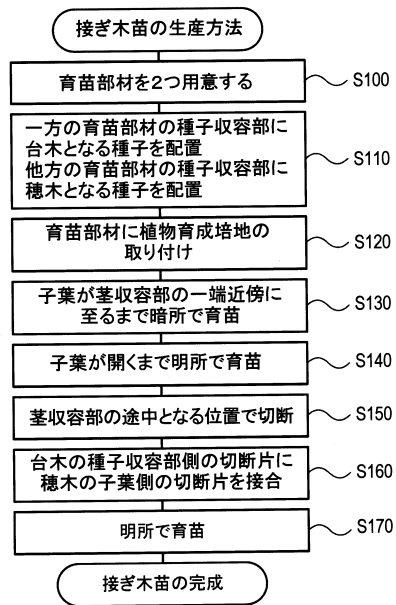 接ぎ木苗の生産方法
育苗部材を2つ用意する
S100
一方の育苗部材の種子収容部に
台木となる種子を配置
他方の育苗部材の種子収容部に
穂木となる種子を配置
S110
育苗部材に植物育成培地の
取り付け
S120
子葉が茎収容部の一端近傍に
至るまで暗所で育苗
S130
子葉が開くまで明所で育苗
S140
茎収容部の途中となる位置で切断
S150
台木の種子収容部側の切断片に
穂木の子葉側の切断片を接合
S160
明所で育苗
S170
接ぎ木苗の完成